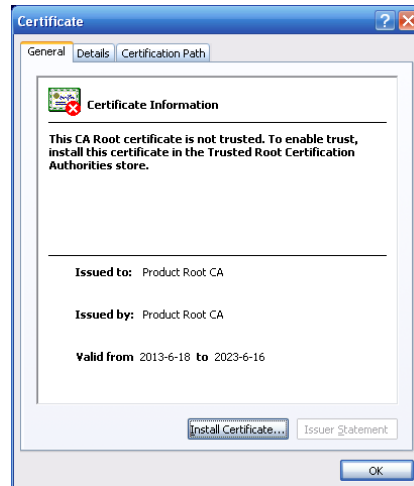 Certificate
General Details Certification Path
Certificate Information
This CA Root certificate is not trusted. To enable trust,
install this certificate in the Trusted Root Certification
Authorities store.
Issued to: Product Root CA
Issued by: Product Root CA
Valid from 2013-6-18 to 2023-6-16
Install Certificate... Issuer Statement
OK